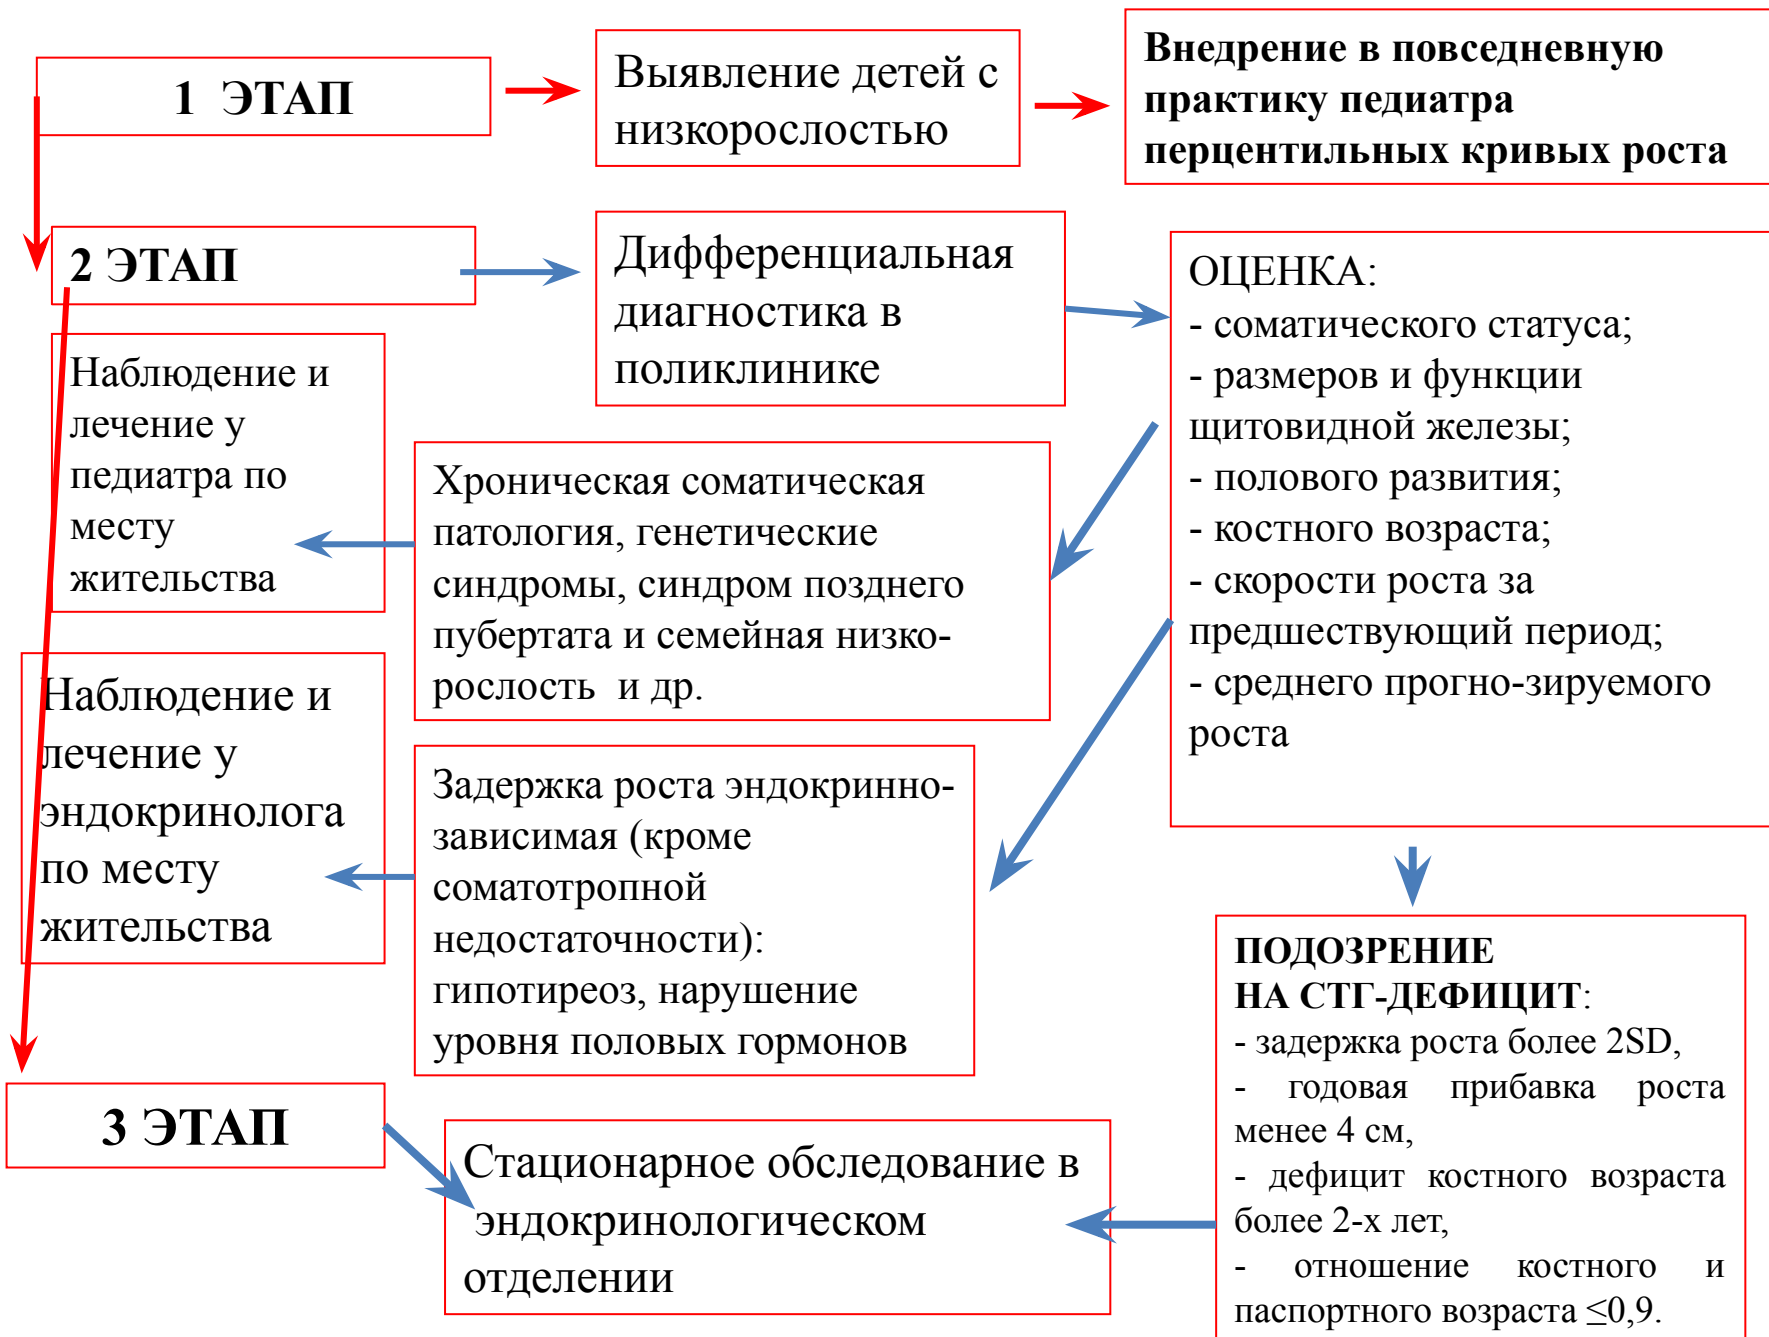 1 ЭТАП
Выявление детей с
низкорослостью
Внедрение в повседневную
практику педиатра
перцентильных кривых роста
2 ЭТАП
Дифференциальная
диагностика в
поликлинике
ОЦЕНКА:
- соматического статуса;
- размеров и функции
щитовидной железы;
- полового развития;
- костного возраста;
- скорости роста за
предшествующий период;
- среднего прогно-зируемого
роста
Наблюдение и
лечение у
педиатра по
месту
жительства
Хроническая соматическая
патология, генетические
синдромы, синдром позднего
пубертата и семейная низко-
рослость и др.
Наблюдение и
лечение у
эндокринолога
по месту
жительства
Задержка роста эндокринно-
зависимая (кроме
соматотропной
недостаточности):
гипотиреоз, нарушение
уровня половых гормонов
ПОДОЗРЕНИЕ
НА СТГ-ДЕФИЦИТ:
- задержка роста более 2SD,
- годовая прибавка роста
менее 4 см,
- дефицит костного возраста
более 2-х лет,
- отношение костного и
паспортного возраста ≤0,9.
3 ЭТАП
Стационарное обследование в
эндокринологическом
отделении